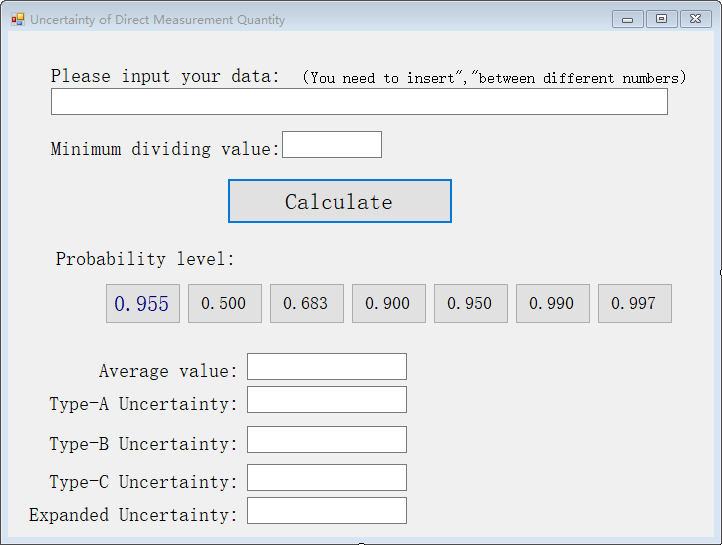 Uncertainty of Direct Measurement Quantity
Please input your data: (You need to insert","between different numbers)
Minimum dividing value:
Calculate
Probability level:
0.955 0.500 0.683 0.900 0.950 0.990 0.997
Average value:
Type-A Uncertainty:
Type-B Uncertainty:
Type-C Uncertainty:
Expanded Uncertainty: